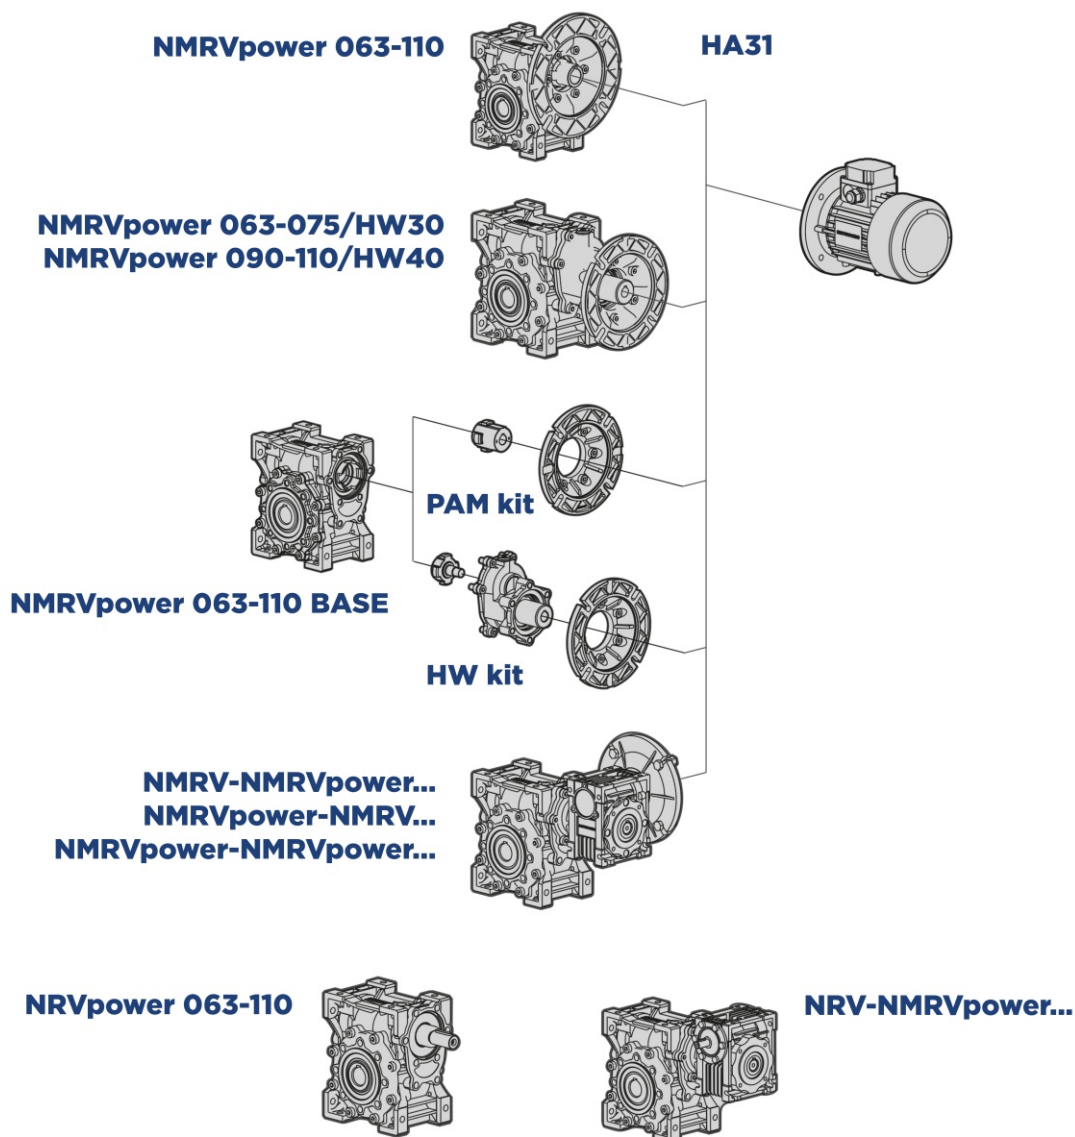 NMRVpower 063-110
HA31
NMRVpower 063-075/HW30
NMRVpower 090-110/HW40
PAM kit
NMRVpower 063-110 BASE
HW kit
NMRV-NMRVpower...
NMRVpower-NMRV...
NMRVpower-NMRVpower...
NRVpower 063-110
NRV-NMRVpower...